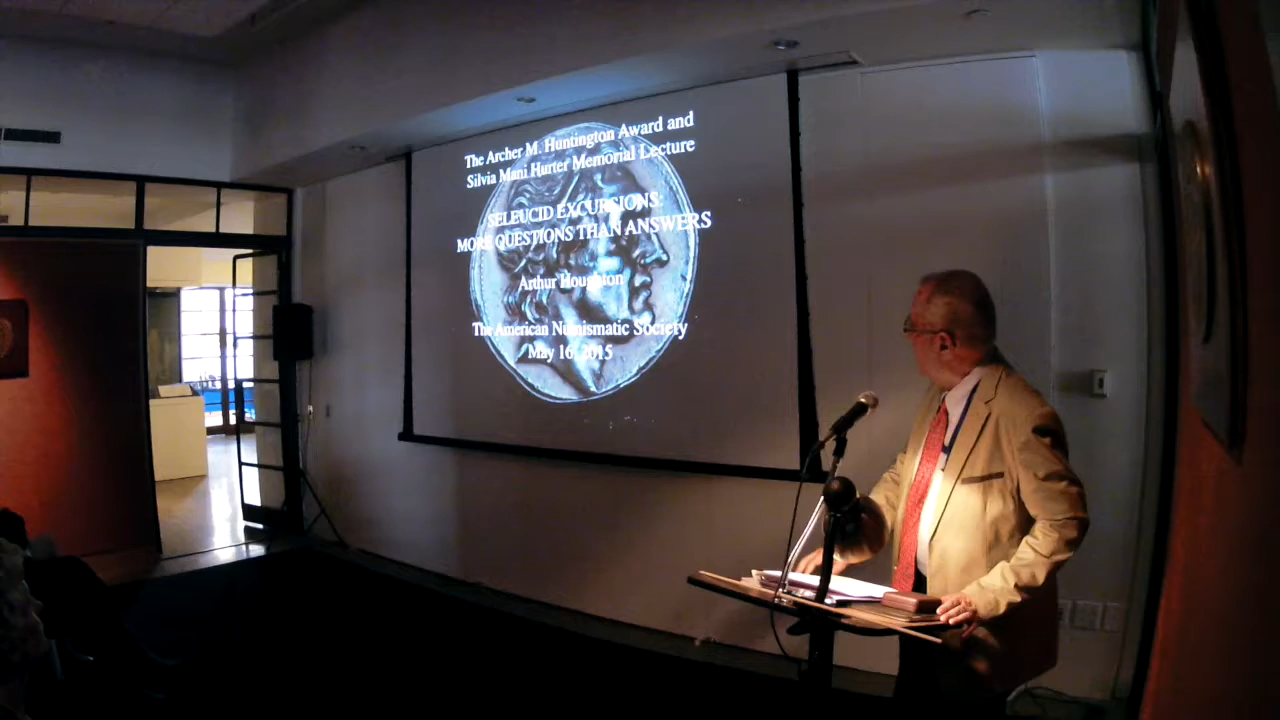 The Archer M. Huntington Award and
Silvia Mani Hurter Memorial Lecture
SELEUCID EXCURSIONS:
MORE QUESTIONS THAN ANSWERS
Arthur Houghton
The American Numismatic Society
May 16, 2015